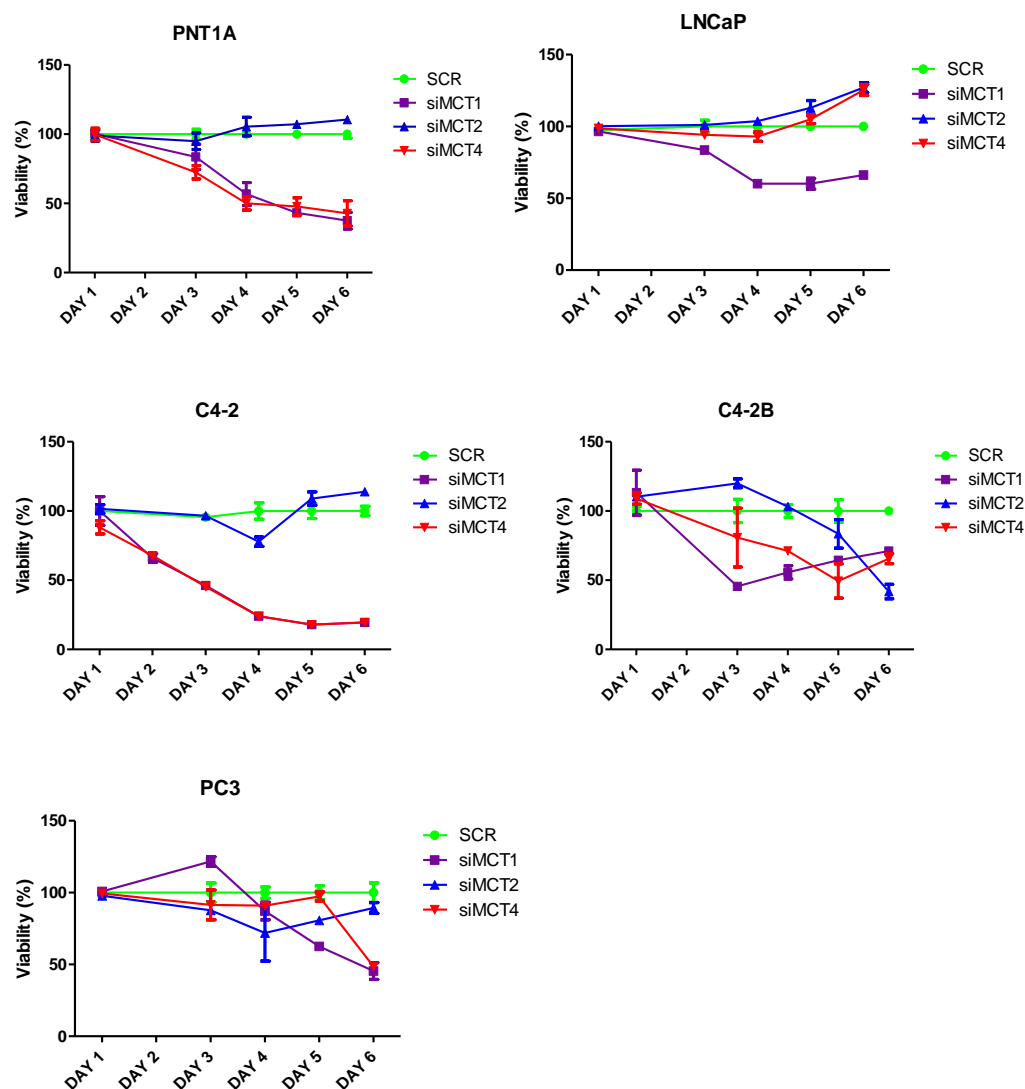 PNT1A
Viability (%)
150
100
50
0
DAY 1
DAY 2
DAY 3
DAY 4
DAY 5
DAY 6
SCR
siMCT1
siMCT2
siMCT4
LNCaP
Viability (%)
150
100
50
0
DAY 1
DAY 2
DAY 3
DAY 4
DAY 5
DAY 6
SCR
siMCT1
siMCT2
siMCT4
C4-2
Viability (%)
150
100
50
0
DAY 1
DAY 2
DAY 3
DAY 4
DAY 5
DAY 6
SCR
siMCT1
siMCT2
siMCT4
C4-2B
Viability (%)
150
100
50
0
DAY 1
DAY 2
DAY 3
DAY 4
DAY 5
DAY 6
SCR
siMCT1
siMCT2
siMCT4
PC3
Viability (%)
150
100
50
0
DAY 1
DAY 2
DAY 3
DAY 4
DAY 5
DAY 6
SCR
siMCT1
siMCT2
siMCT4